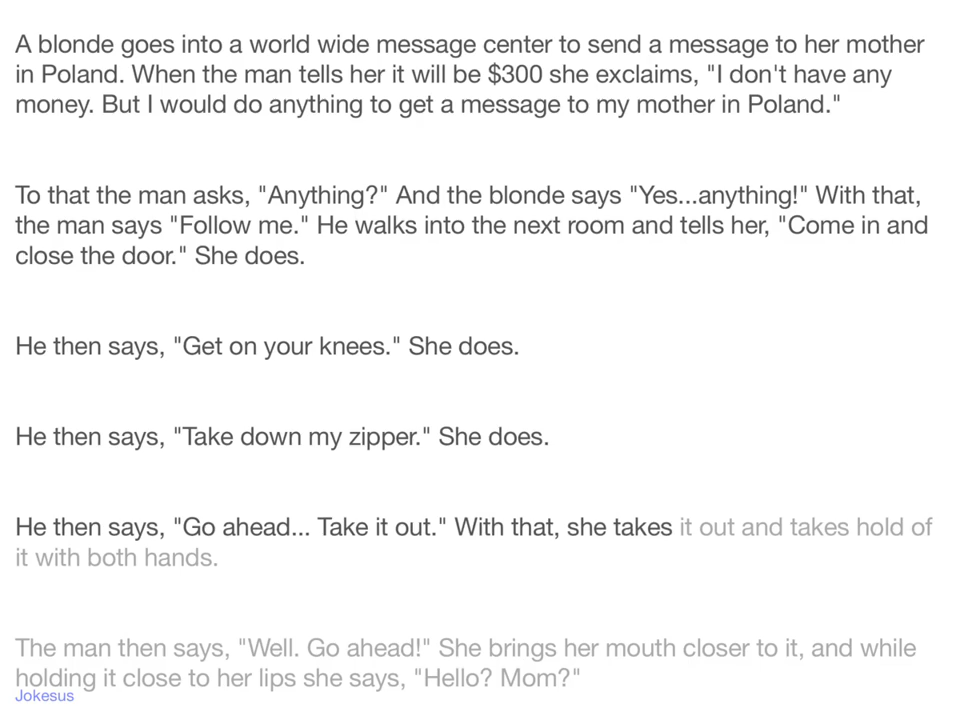 A blonde goes into a world wide message center to send a message to her mother
in Poland. When the man tells her it will be $300 she exclaims, "I don't have any
money. But I would do anything to get a message to my mother in Poland."
To that the man asks, "Anything?" And the blonde says "Yes...anything!" With that,
the man says "Follow me." He walks into the next room and tells her, "Come in and
close the door." She does.
He then says, "Get on your knees." She does.
He then says, "Take down my zipper." She does.
He then says, "Go ahead... Take it out." With that, she takes it out and takes hold of
it with both hands.
The man then says, "Well. Go ahead!" She brings her mouth closer to it, and while
holding it close to her lips she says, "Hello? Mom?"
Jokesus